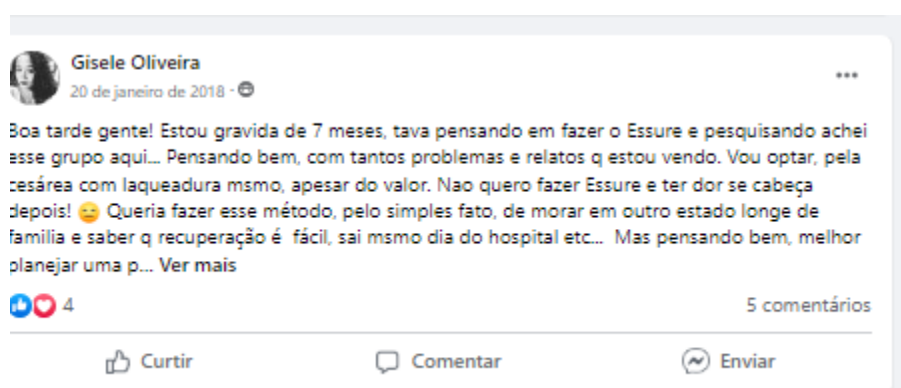 Gisele Oliveira
20 de janeiro de 2018 ·
Boa tarde gente! Estou gravida de 7 meses, tava pensando em fazer o Essure e pesquisando achei
esse grupo aqui... Pensando bem, com tantos problemas e relatos q estou vendo. Vou optar, pela
cesárea com laqueadura msmo, apesar do valor. Nao quero fazer Essure e ter dor se cabeça
depois! 😑 Queria fazer esse método, pelo simples fato, de morar em outro estado longe de
familia e saber q recuperação é fácil, sai msmo dia do hospital etc... Mas pensando bem, melhor
planejar uma p... Ver mais
4 5 comentários
Curtir Comentar Enviar